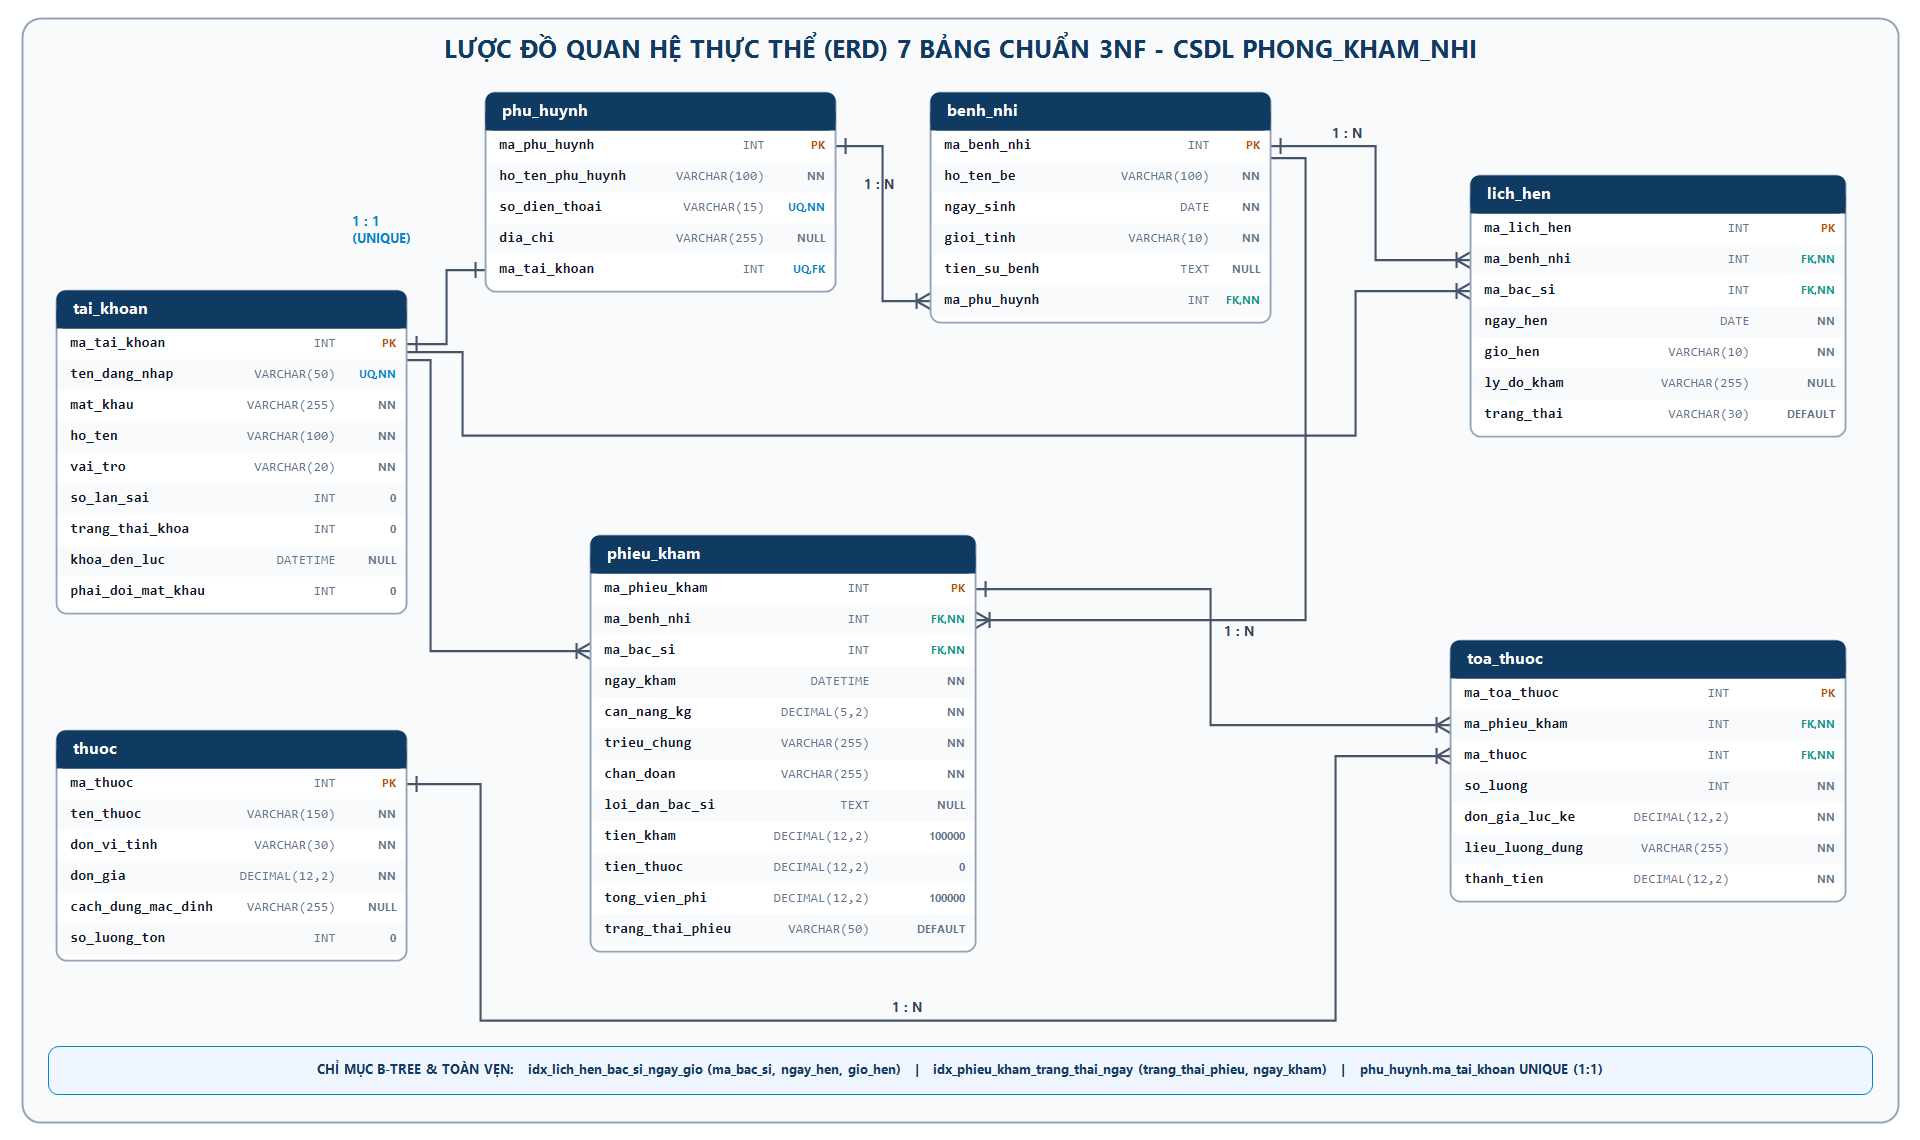 LƯỢC ĐỒ QUAN HỆ THỰC THỂ (ERD) 7 BẢNG CHUẨN 3NF - CSDL PHONG_KHAM_NHI
phu_huynh
ma_phu_huynh INT PK
ho_ten_phu_huynh VARCHAR(100) NN
so_dien_thoai VARCHAR(15) UQ,NN
dia_chi VARCHAR(255) NULL
ma_tai_khoan INT UQ,FK
1 : N
benh_nhi
ma_benh_nhi INT PK
ho_ten_be VARCHAR(100) NN
ngay_sinh DATE NN
gioi_tinh VARCHAR(10) NN
tien_su_benh TEXT NULL
ma_phu_huynh INT FK,NN
1 : N
lich_hen
ma_lich_hen INT PK
ma_benh_nhi INT FK,NN
ma_bac_si INT FK,NN
ngay_hen DATE NN
gio_hen VARCHAR(10) NN
ly_do_kham VARCHAR(255) NULL
trang_thai VARCHAR(30) DEFAULT
1 : 1
(UNIQUE)
tai_khoan
ma_tai_khoan INT PK
ten_dang_nhap VARCHAR(50) UQ,NN
mat_khau VARCHAR(255) NN
ho_ten VARCHAR(100) NN
vai_tro VARCHAR(20) NN
so_lan_sai INT 0
trang_thai_khoa INT 0
khoa_den_luc DATETIME NULL
phai_doi_mat_khau INT 0
phieu_kham
ma_phieu_kham INT PK
ma_benh_nhi INT FK,NN
ma_bac_si INT FK,NN
ngay_kham DATETIME NN
can_nang_kg DECIMAL(5,2) NN
trieu_chung VARCHAR(255) NN
chan_doan VARCHAR(255) NN
loi_dan_bac_si TEXT NULL
tien_kham DECIMAL(12,2) 100000
tien_thuoc DECIMAL(12,2) 0
tong_vien_phi DECIMAL(12,2) 100000
trang_thai_phieu VARCHAR(50) DEFAULT
1 : N
toa_thuoc
ma_toa_thuoc INT PK
ma_phieu_kham INT FK,NN
ma_thuoc INT FK,NN
so_luong INT NN
don_gia_luc_ke DECIMAL(12,2) NN
lieu_luong_dung VARCHAR(255) NN
thanh_tien DECIMAL(12,2) NN
thuoc
ma_thuoc INT PK
ten_thuoc VARCHAR(150) NN
don_vi_tinh VARCHAR(30) NN
don_gia DECIMAL(12,2) NN
cach_dung_mac_dinh VARCHAR(255) NULL
so_luong_ton INT 0
1 : N
CHỈ MỤC B-TREE & TOÀN VẸN: idx_lich_hen_bac_si_ngay_gio (ma_bac_si, ngay_hen, gio_hen) | idx_phieu_kham_trang_thai_ngay (trang_thai_phieu, ngay_kham) | phu_huynh.ma_tai_khoan UNIQUE (1:1)